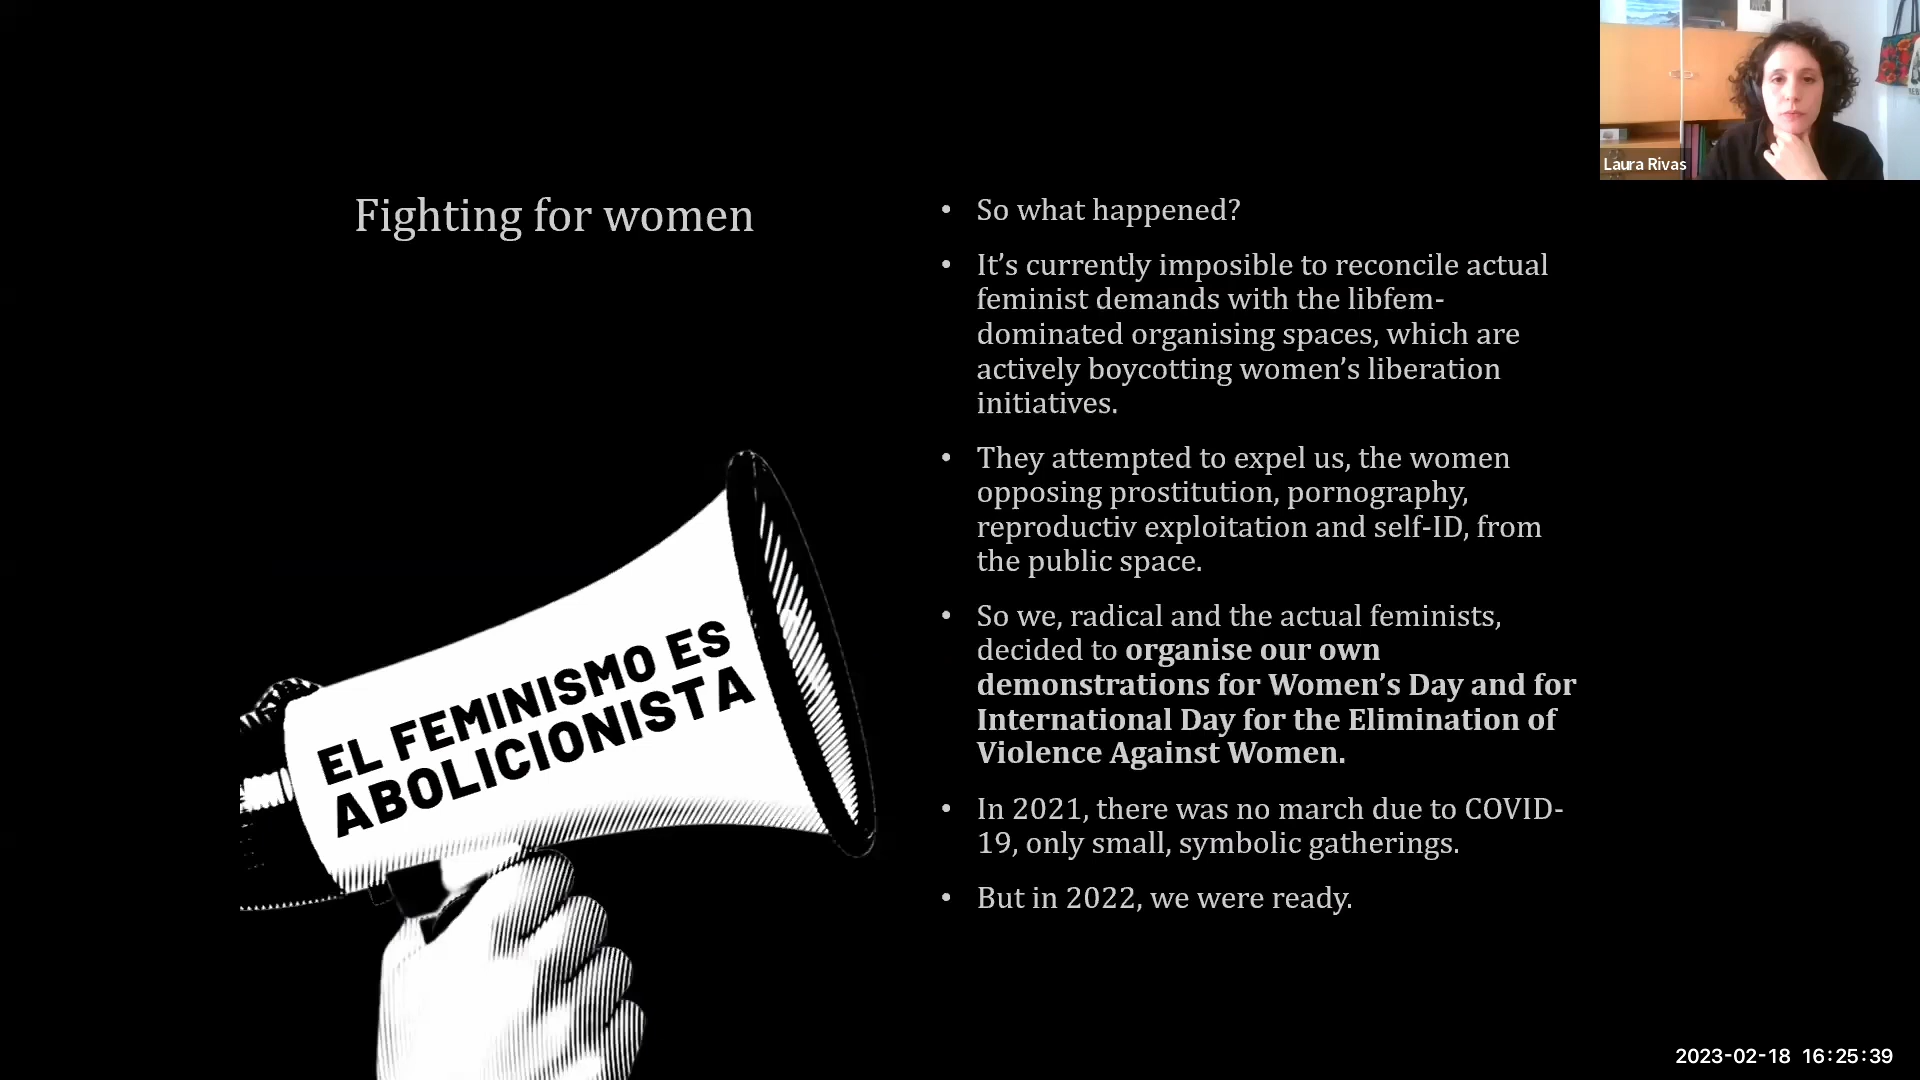 Laura Rivas
Fighting for women
• So what happened?
• It’s currently imposible to reconcile actual
feminist demands with the libfem-
dominated organising spaces, which are
actively boycotting women’s liberation
initiatives.
• They attempted to expel us, the women
opposing prostitution, pornography,
reproductiv exploitation and self-ID, from
the public space.
• So we, radical and the actual feminists,
decided to organise our own
demonstrations for Women’s Day and for
International Day for the Elimination of
Violence Against Women.
• In 2021, there was no march due to COVID-
19, only small, symbolic gatherings.
• But in 2022, we were ready.
EL FEMINISMO ES
ABOLICIONISTA
2023-02-18 16:25:39